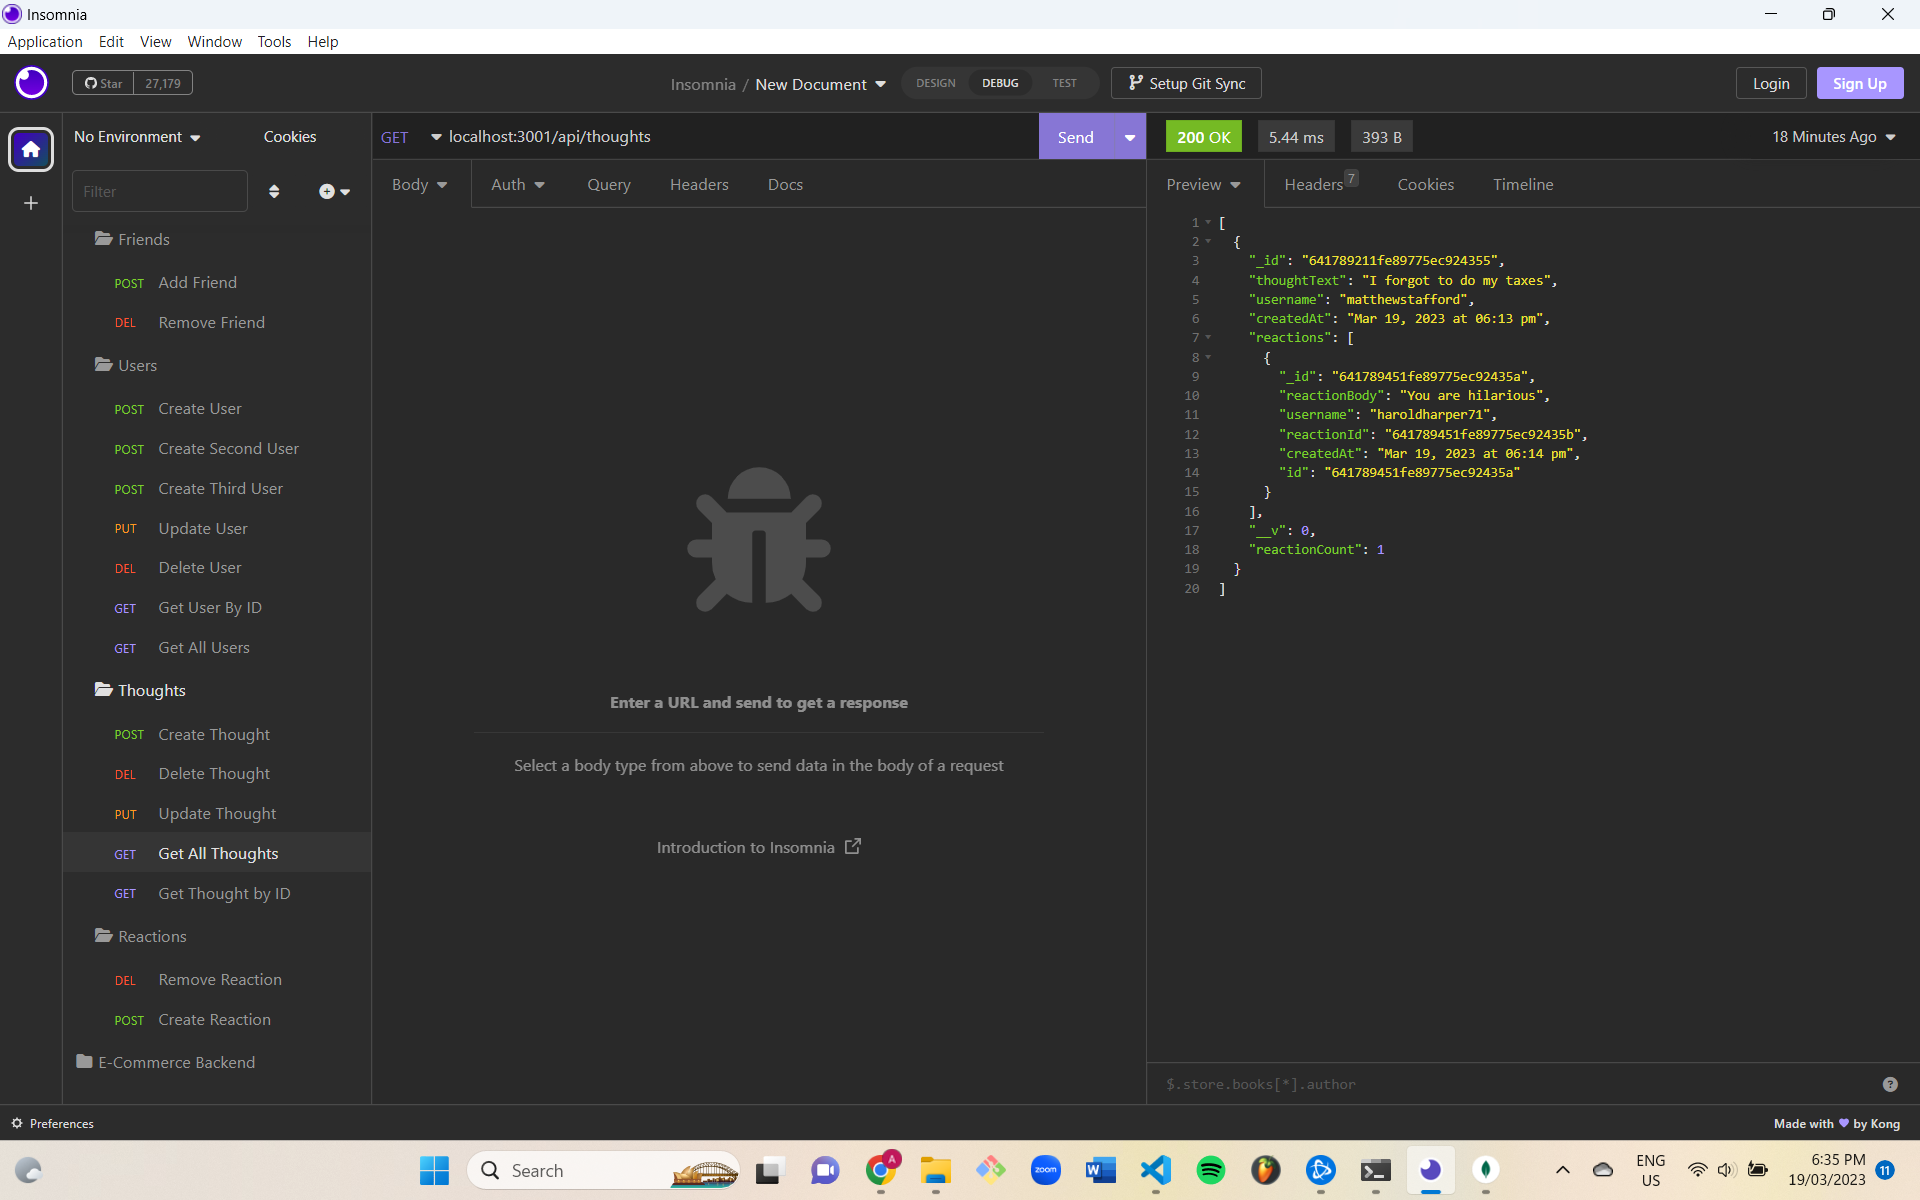 Insomnia
Application Edit View Window Tools Help
Star 27,179
Insomnia / New Document
DESIGN DEBUG TEST
Setup Git Sync
Login Sign Up
No Environment Cookies
Filter
Friends
POST Add Friend
DEL Remove Friend
Users
POST Create User
POST Create Second User
POST Create Third User
PUT Update User
DEL Delete User
GET Get User By ID
GET Get All Users
Thoughts
POST Create Thought
DEL Delete Thought
PUT Update Thought
GET Get All Thoughts
GET Get Thought by ID
Reactions
DEL Remove Reaction
POST Create Reaction
E-Commerce Backend
GET localhost:3001/api/thoughts Send
Body Auth Query Headers Docs
Enter a URL and send to get a response
Select a body type from above to send data in the body of a request
Introduction to Insomnia
200 OK 5.44 ms 393 B 18 Minutes Ago
Preview Headers 7 Cookies Timeline
1 [
2 {
3 "_id": "641789211fe89775ec924355",
4 "thoughtText": "I forgot to do my taxes",
5 "username": "matthewstafford",
6 "createdAt": "Mar 19, 2023 at 06:13 pm",
7 "reactions": [
8 {
9 "_id": "641789451fe89775ec92435a",
10 "reactionBody": "You are hilarious",
11 "username": "haroldharper71",
12 "reactionId": "641789451fe89775ec92435b",
13 "createdAt": "Mar 19, 2023 at 06:14 pm",
14 "id": "641789451fe89775ec92435a"
15 }
16 ],
17 "__v": 0,
18 "reactionCount": 1
19 }
20 ]
$.store.books[*].author
?
Preferences
Made with by Kong
Search
A
zoom
W
ENG
US
6:35 PM
19/03/2023
11